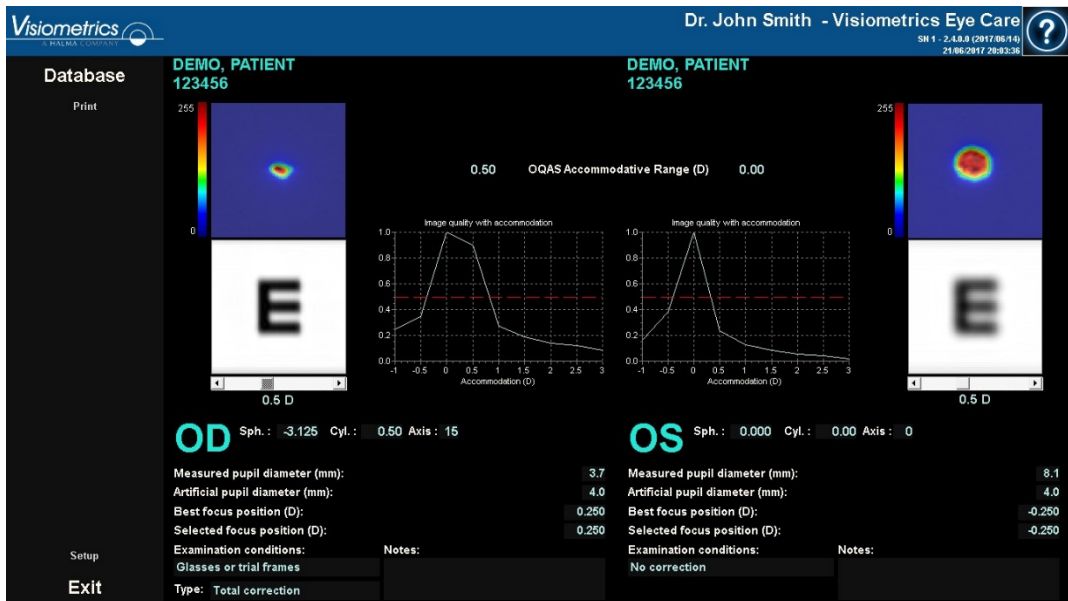 Visiometrics
A HALMA COMPANY
Dr. John Smith - Visiometrics Eye Care
SN 1 - 2.4.0.0 (2017/06/14)
21/06/2017 20:03:36
?
Database
Print
Setup
Exit
DEMO, PATIENT
123456
255
0
E
0.5 D
DEMO, PATIENT
123456
255
0
E
0.5 D
0.50 OQAS Accommodative Range (D) 0.00
Image quality with accommodation
1.0
0.8
0.6
0.4
0.2
0.0
-1 -0.5 0 0.5 1 1.5 2 2.5 3
Accommodation (D)
Image quality with accommodation
1.0
0.8
0.6
0.4
0.2
0.0
-1 -0.5 0 0.5 1 1.5 2 2.5 3
Accommodation (D)
OD Sph. : -3.125 Cyl. : 0.50 Axis : 15
Measured pupil diameter (mm): 3.7
Artificial pupil diameter (mm): 4.0
Best focus position (D): 0.250
Selected focus position (D): 0.250
Examination conditions: Notes:
Glasses or trial frames
Type: Total correction
OS Sph. : 0.000 Cyl. : 0.00 Axis : 0
Measured pupil diameter (mm): 8.1
Artificial pupil diameter (mm): 4.0
Best focus position (D): -0.250
Selected focus position (D): -0.250
Examination conditions: Notes:
No correction